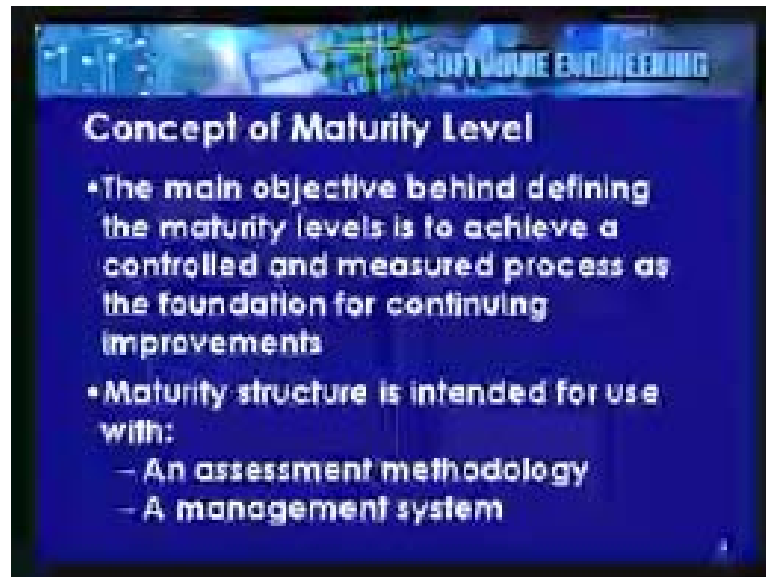 SOFTWARE ENGINEERING
Concept of Maturity Level
•The main objective behind defining
the maturity levels is to achieve a
controlled and measured process as
the foundation for continuing
improvements
•Maturity structure is intended for use
with:
– An assessment methodology
– A management system